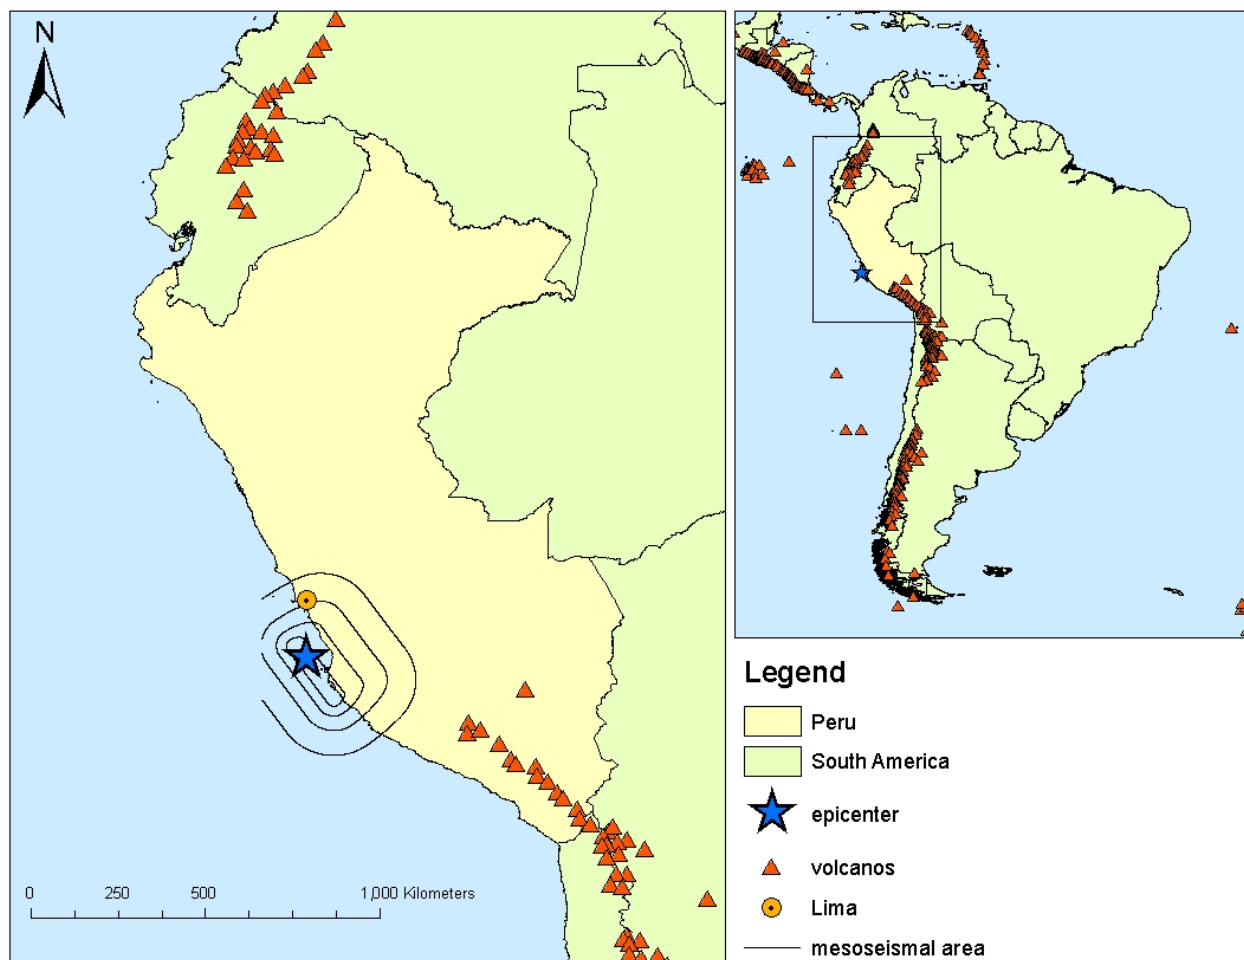 N
0 250 500 1,000 Kilometers
Legend
Peru
South America
epicenter
volcanos
Lima
mesoseismal area